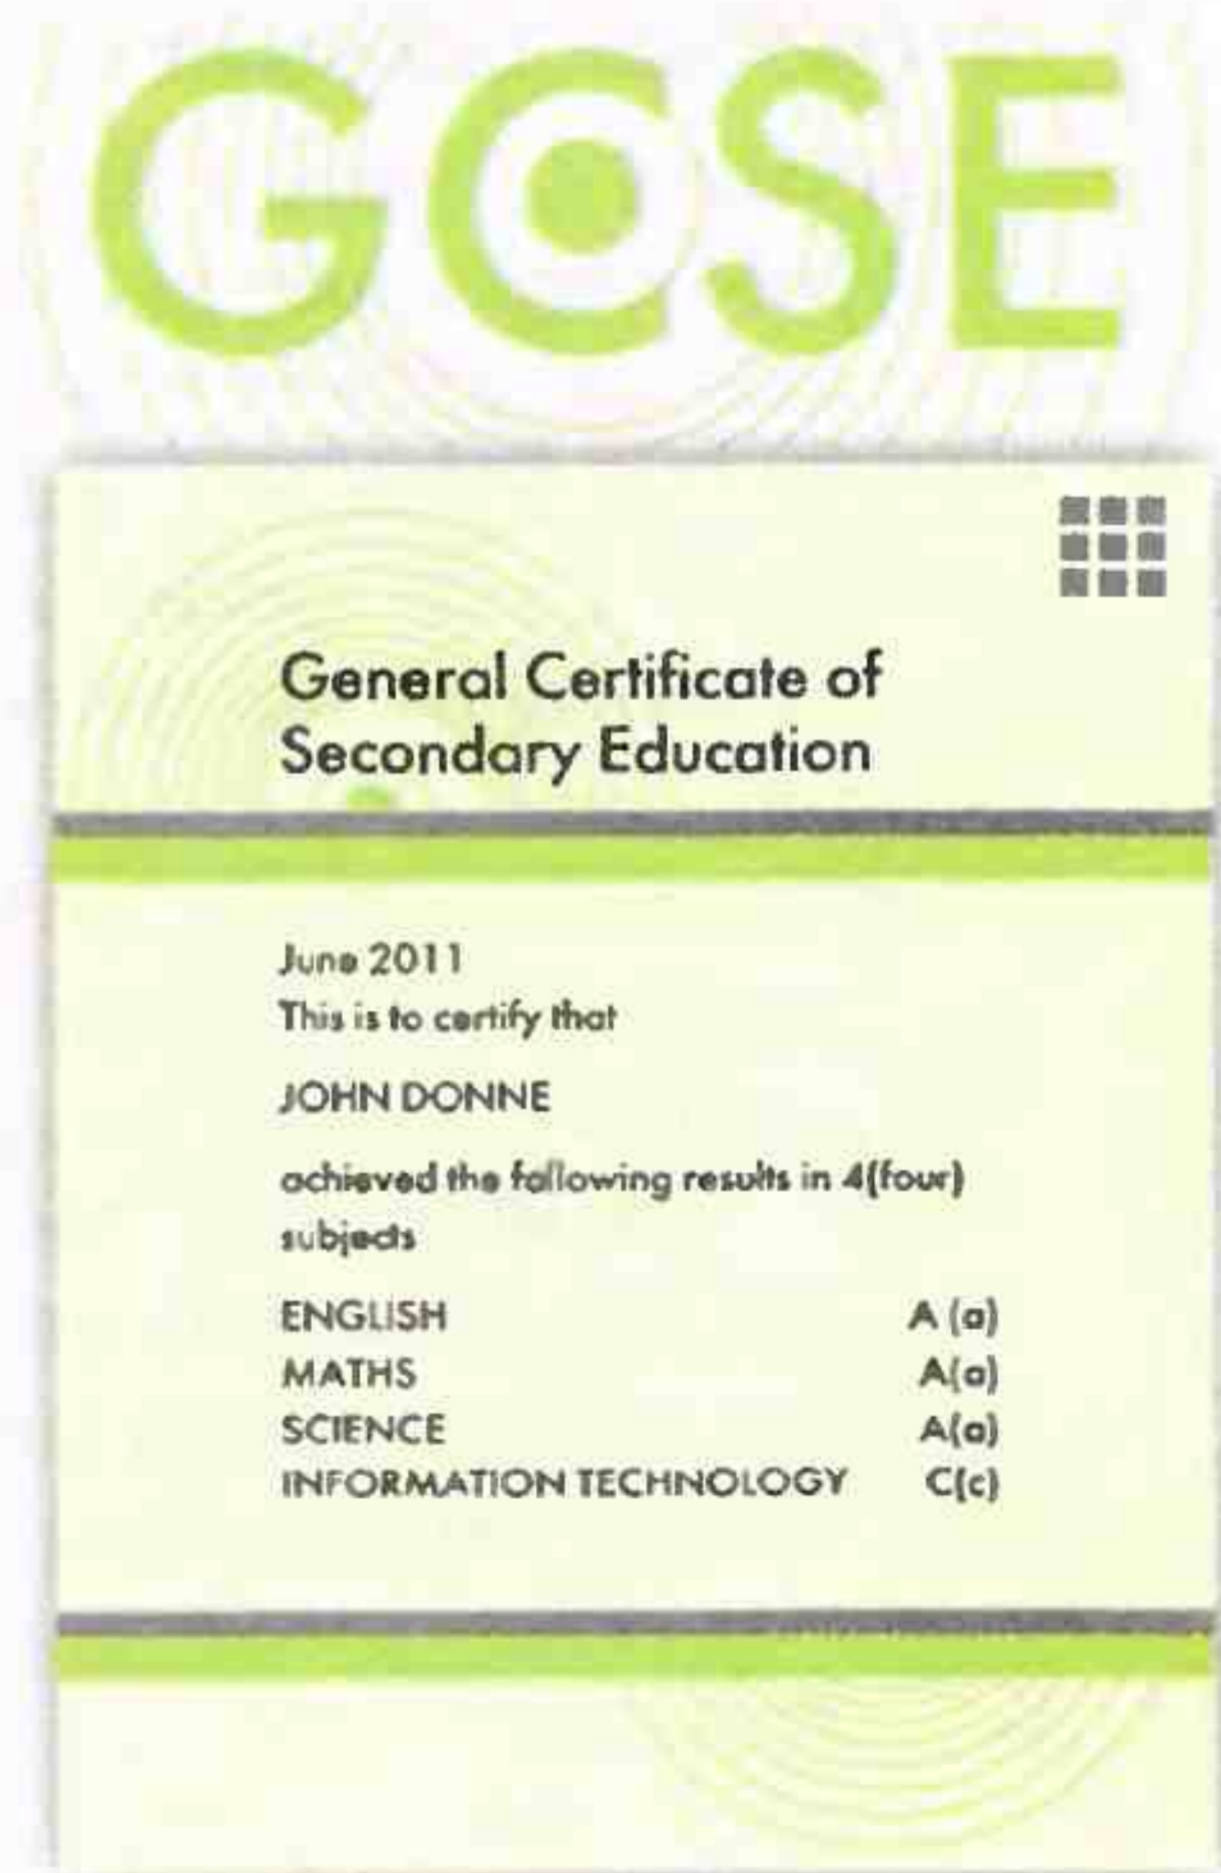 GCSE
General Certificate of
Secondary Education
June 2011
This is to certify that
JOHN DONNE
achieved the following results in 4(four)
subjects
ENGLISH A (a)
MATHS A(a)
SCIENCE A(a)
INFORMATION TECHNOLOGY C(c)